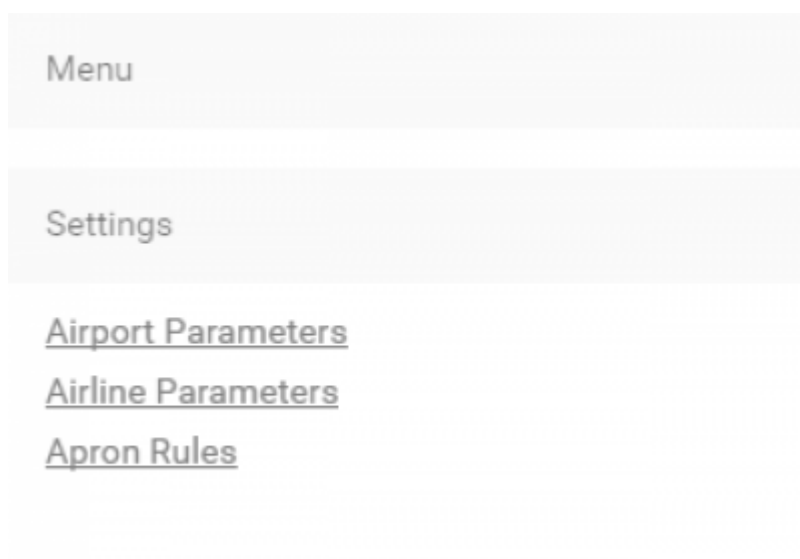 Menu
Settings
Airport Parameters
Airline Parameters
Apron Rules